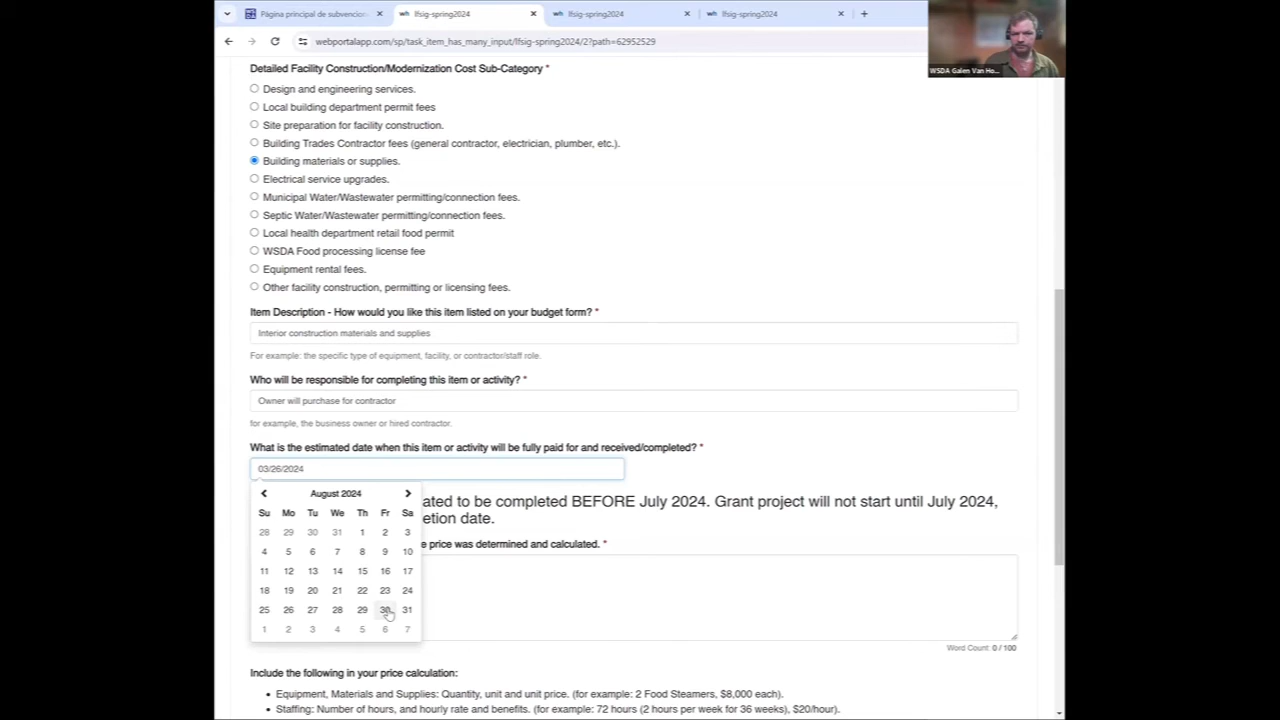 Página principal de subvencion
lfsig-spring2024
lfsig-spring2024
lfsig-spring2024
webportalapp.com/sp/task_item_has_many_input/lfsig-spring2024/2?path=62952529
WSDA Galen Van Ho...
Detailed Facility Construction/Modernization Cost Sub-Category *
Design and engineering services.
Local building department permit fees
Site preparation for facility construction.
Building Trades Contractor fees (general contractor, electrician, plumber, etc.).
Building materials or supplies.
Electrical service upgrades.
Municipal Water/Wastewater permitting/connection fees.
Septic Water/Wastewater permitting/connection fees.
Local health department retail food permit
WSDA Food processing license fee
Equipment rental fees.
Other facility construction, permitting or licensing fees.
Item Description - How would you like this item listed on your budget form? *
Interior construction materials and supplies
For example: the specific type of equipment, facility, or contractor/staff role.
Who will be responsible for completing this item or activity? *
Owner will purchase for contractor
for example, the business owner or hired contractor.
What is the estimated date when this item or activity will be fully paid for and received/completed? *
03/26/2024
August 2024
Su Mo Tu We Th Fr Sa
28 29 30 31 1 2 3
4 5 6 7 8 9 10
11 12 13 14 15 16 17
18 19 20 21 22 23 24
25 26 27 28 29 30 31
1 2 3 4 5 6 7
ated to be completed BEFORE July 2024. Grant project will not start until July 2024,
etion date.
e price was determined and calculated. *
Word Count: 0 / 100
Include the following in your price calculation:
• Equipment, Materials and Supplies: Quantity, unit and unit price. (for example: 2 Food Steamers, $8,000 each).
• Staffing: Number of hours, and hourly rate and benefits. (for example: 72 hours (2 hours per week for 36 weeks), $20/hour).